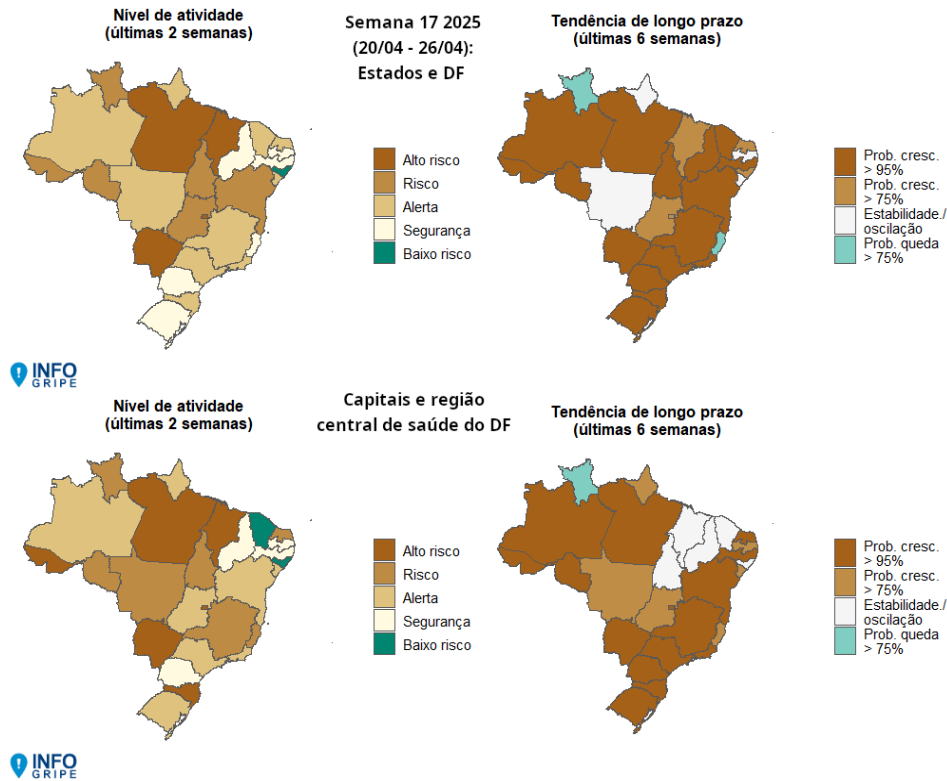 Nível de atividade
(últimas 2 semanas)
Semana 17 2025
(20/04 - 26/04):
Estados e DF
Tendência de longo prazo
(últimas 6 semanas)
Alto risco
Risco
Alerta
Segurança
Baixo risco
Prob. cresc.
> 95%
Prob. cresc.
> 75%
Estabilidade./
oscilação
Prob. queda
> 75%
INFO
GRIPE
Nível de atividade
(últimas 2 semanas)
Capitais e região
central de saúde do DF
Tendência de longo prazo
(últimas 6 semanas)
Alto risco
Risco
Alerta
Segurança
Baixo risco
Prob. cresc.
> 95%
Prob. cresc.
> 75%
Estabilidade./
oscilação
Prob. queda
> 75%
INFO
GRIPE